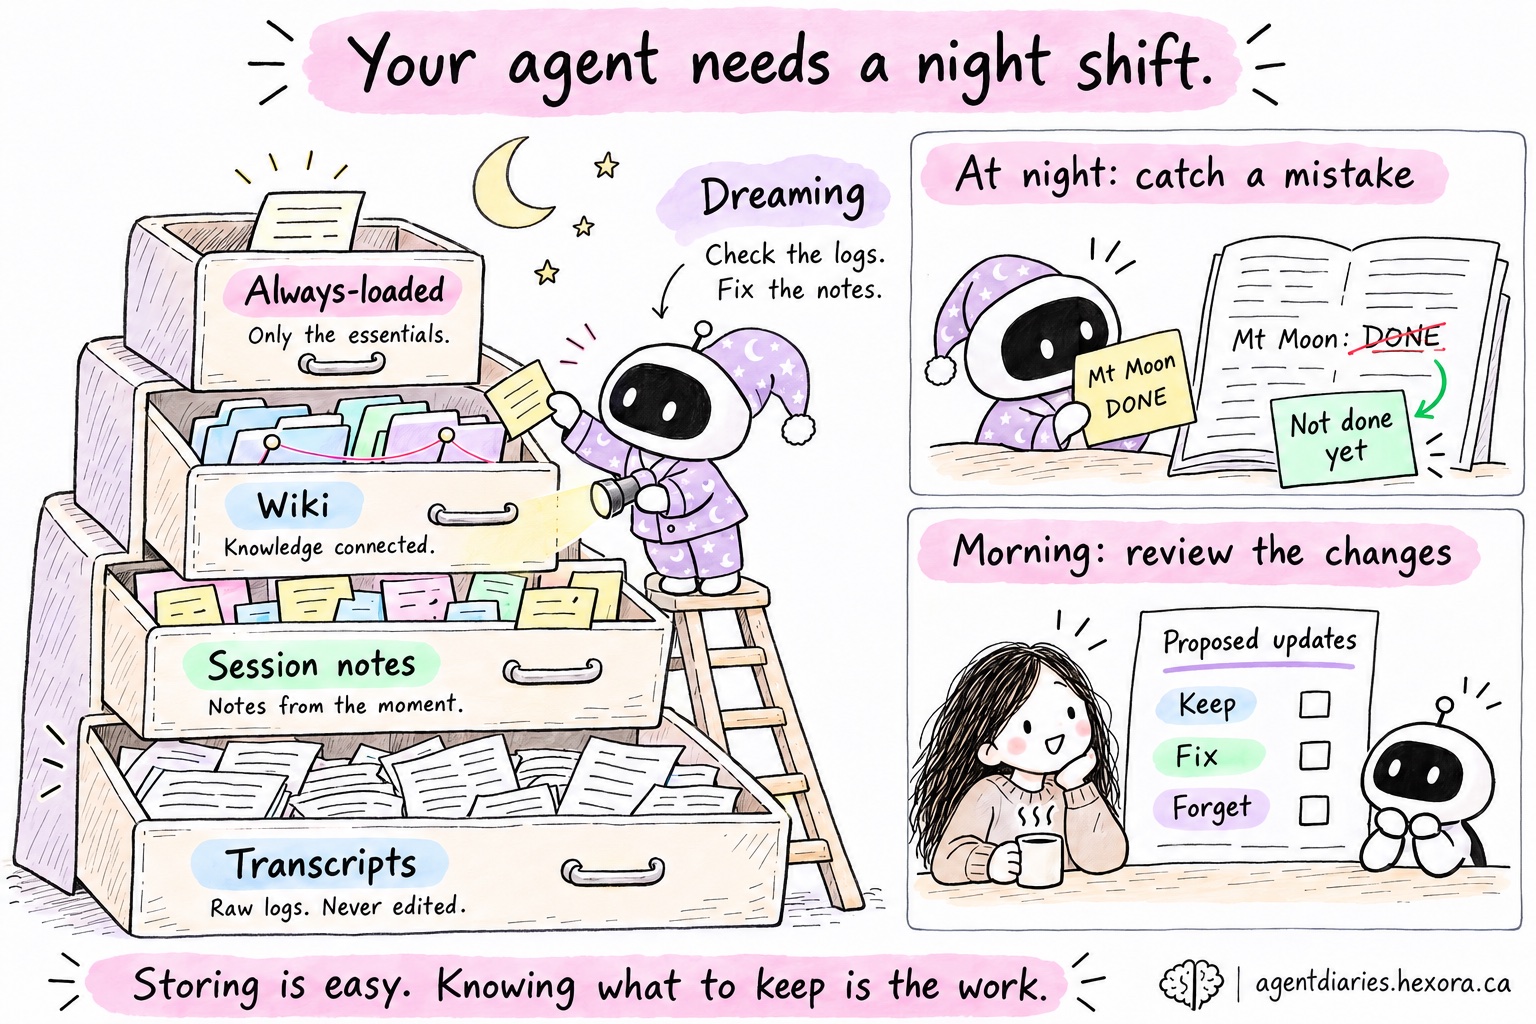 Your agent needs a night shift.
Always-loaded
Only the essentials.
Wiki
Knowledge connected.
Session notes
Notes from the moment.
Transcripts
Raw logs. Never edited.
Dreaming
Check the logs.
Fix the notes.
At night: catch a mistake
Mt Moon
DONE
Mt Moon: DONE
Not done
yet
Morning: review the changes
Proposed updates
Keep
Fix
Forget
Storing is easy. Knowing what to keep is the work.
agentdiaries.hexora.ca